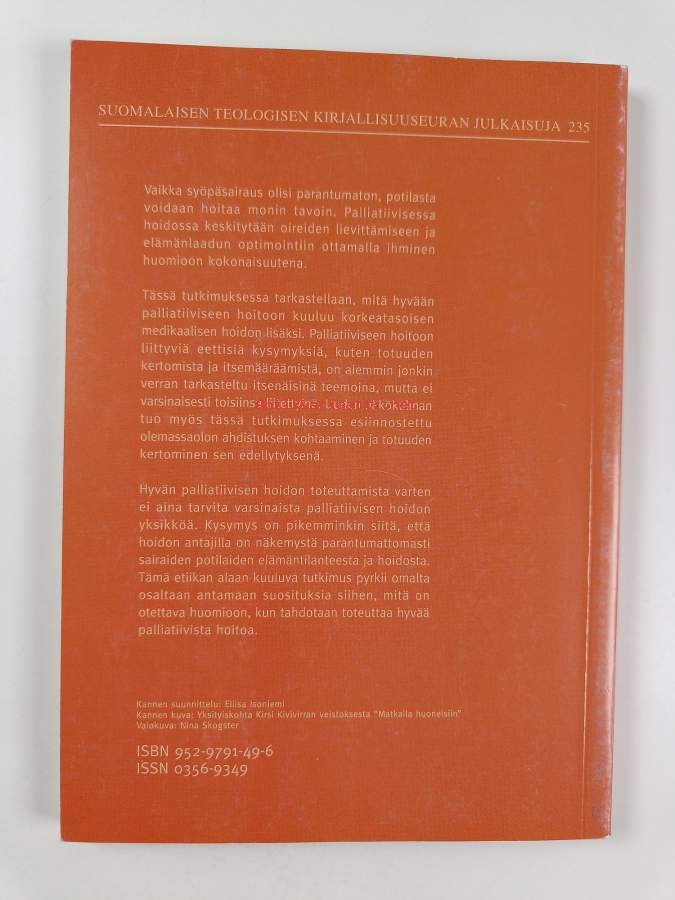 SUOMALAISEN TEOLOGISEN KIRJALLISUUSEURAN JULKAISUJA 235
Vaikka syöpäsairaus olisi parantumaton, potilasta
voidaan hoitaa monin tavoin. Palliatiivisessa
hoidossa keskitytään oireiden lievittämiseen ja
elämänlaadun optimointiin ottamalla ihminen
huomioon kokonaisuutena.
Tässä tutkimuksessa tarkastellaan, mitä hyvään
palliatiiviseen hoitoon kuuluu korkeatasoisen
medikaalisen hoidon lisäksi. Palliatiiviseen hoitoon
liittyviä eettisiä kysymyksiä, kuten totuuden
kertomista ja itsemääräämistä, on aiemmin jonkin
verran tarkasteltu itsenäisinä teemoina, mutta ei
varsinaisesti toisiinsa liitettyinä. Uuden
tuo myös tässä tutkimuksessa esiinnostettu
olemassaolon ahdistuksen kohtaaminen ja totuuden
kertominen sen edellytyksenä.
Hyvän palliatiivisen hoidon toteuttamista varten
ei aina tarvita varsinaista palliatiivisen hoidon
yksikköä. Kysymys on pikemminkin siitä, että
hoidon antajilla on näkemystä parantumattomasti
sairaiden potilaiden elämäntilanteesta ja hoidosta.
Tämä etiikan alaan kuuluva tutkimus pyrkii omalta
osaltaan antamaan suosituksia siihen, mitä on
otettava huomioon, kun tahdotaan toteuttaa hyvää
palliatiivista hoitoa.
Kannen suunnittelu: Eliisa Isoniemi
Kannen kuva: Yksityiskohta Kirsi Kivivirran veistoksesta "Matkalla huoneisiin"
Valokuva: Nina Skogster
ISBN 952-9791-49-6
ISSN 0356-9349